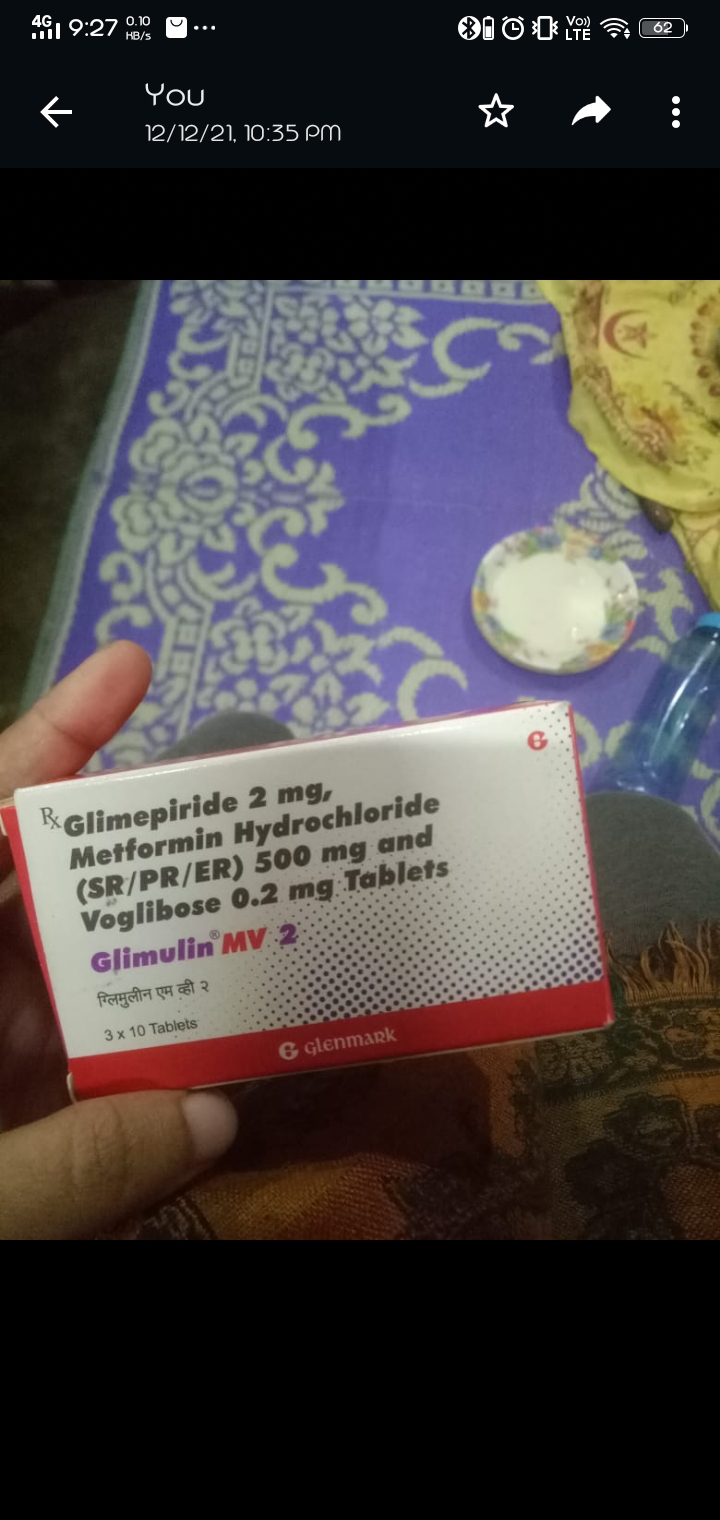 4G 9:27 0.10 KB/s ... Vo)) LTE 62
You
12/12/21, 10:35 PM
G
Rx Glimepiride 2 mg,
Metformin Hydrochloride
(SR/PR/ER) 500 mg and
Voglibose 0.2 mg Tablets
Glimulin® MV 2
ग्लिमुलीन एम व्ही २
3 x 10 Tablets
G Glenmark